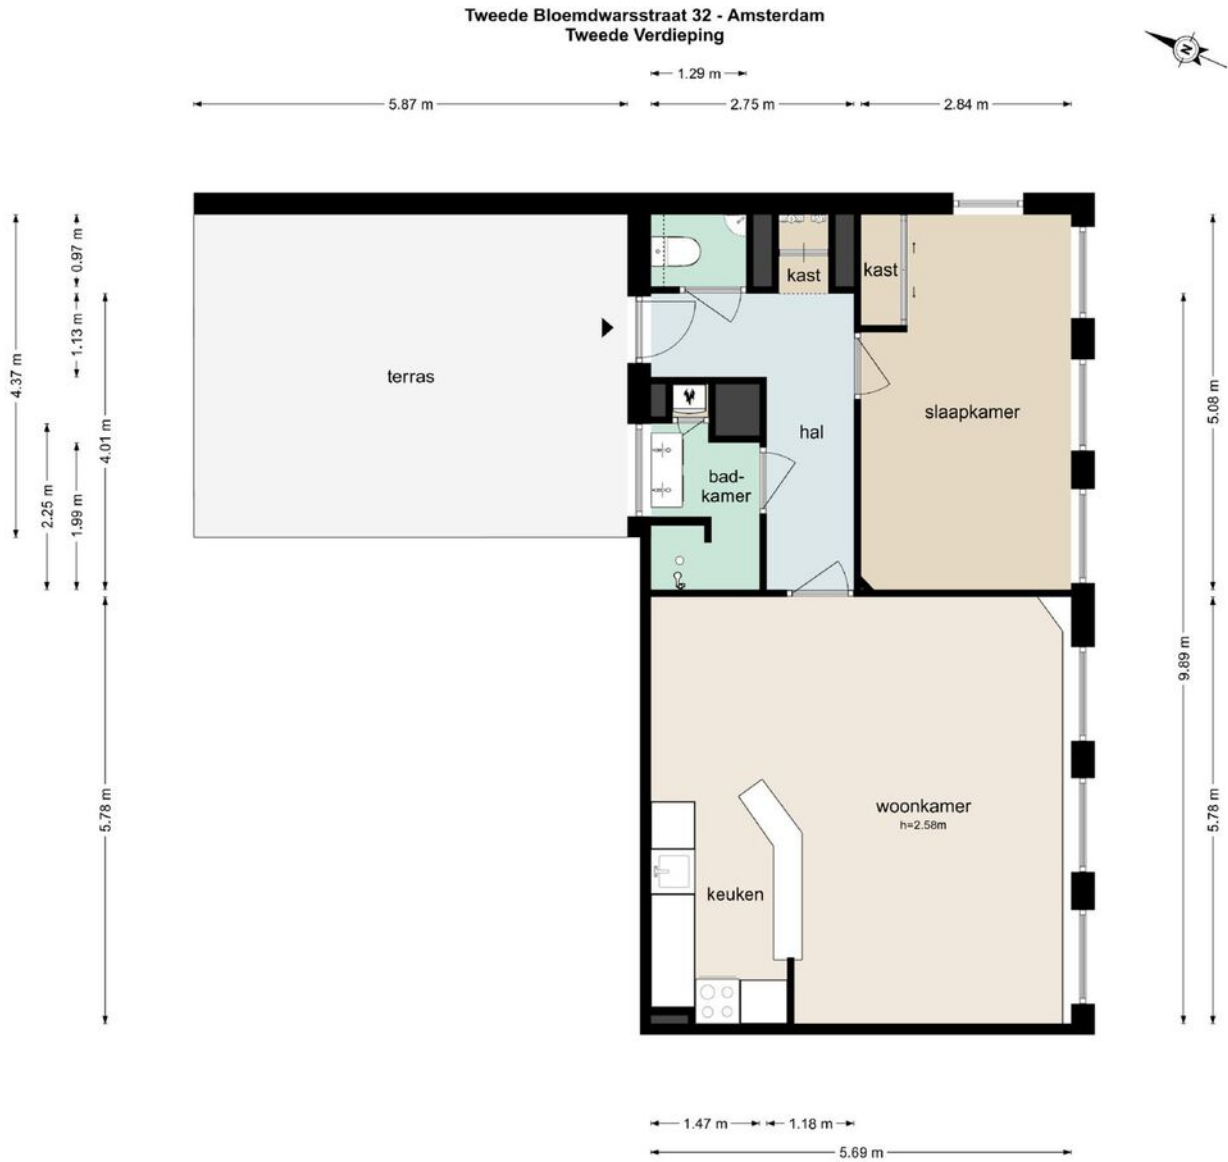 Tweede Bloemdwarsstraat 32 - Amsterdam
Tweede Verdieping
N
1.29 m
5.87 m
2.75 m
2.84 m
4.37 m
0.97 m
1.13 m
4.01 m
2.25 m
1.99 m
5.78 m
kast
kast
terras
hal
slaapkamer
bad-
kamer
woonkamer
h=2.58m
keuken
5.08 m
9.89 m
5.78 m
1.47 m
1.18 m
5.69 m